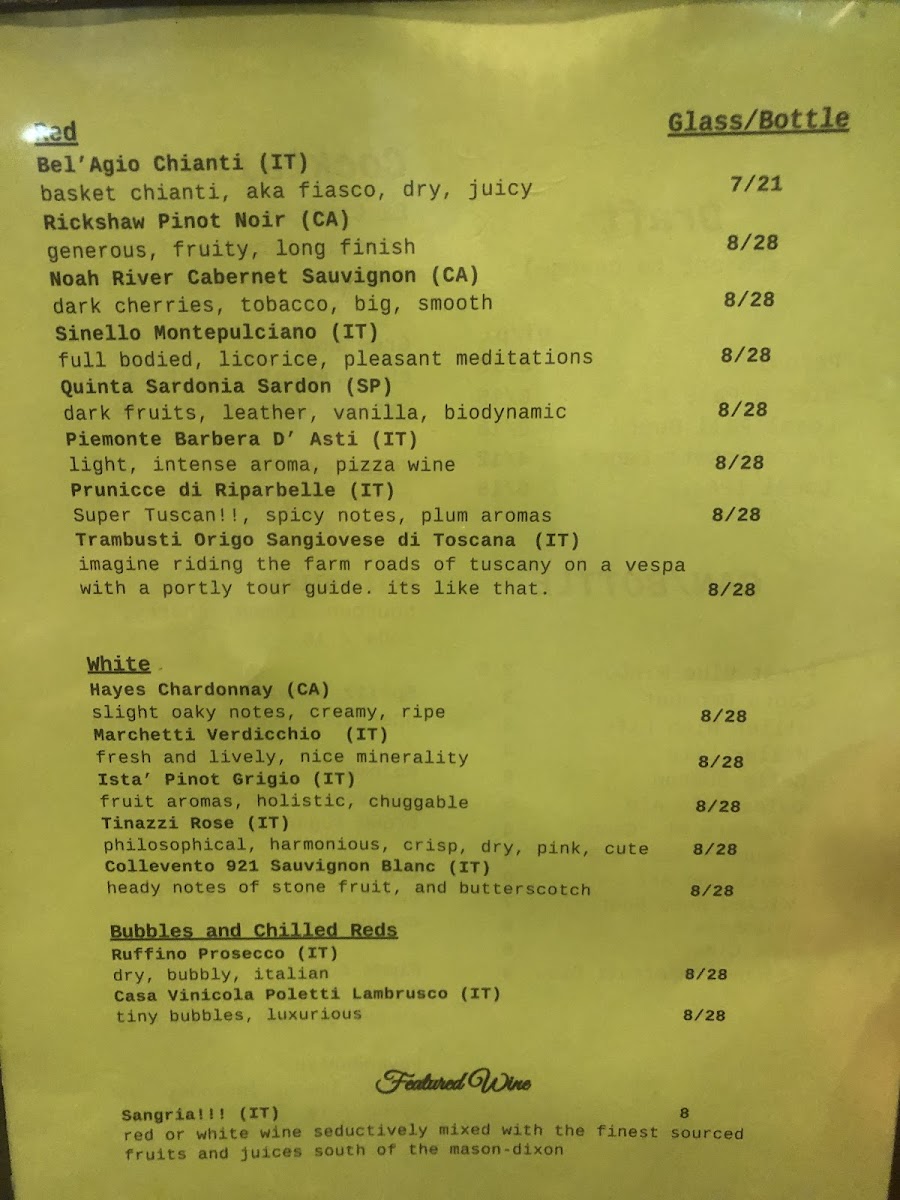 Red
Glass/Bottle
Bel'Agio Chianti (IT)
basket chianti, aka fiasco, dry, juicy 7/21
Rickshaw Pinot Noir (CA)
generous, fruity, long finish 8/28
Noah River Cabernet Sauvignon (CA)
dark cherries, tobacco, big, smooth 8/28
Sinello Montepulciano (IT)
full bodied, licorice, pleasant meditations 8/28
Quinta Sardonia Sardon (SP)
dark fruits, leather, vanilla, biodynamic 8/28
Piemonte Barbera D' Asti (IT)
light, intense aroma, pizza wine 8/28
Prunicce di Riparbelle (IT)
Super Tuscan!!, spicy notes, plum aromas 8/28
Trambusti Origo Sangiovese di Toscana (IT)
imagine riding the farm roads of tuscany on a vespa
with a portly tour guide. its like that. 8/28
White
Hayes Chardonnay (CA)
slight oaky notes, creamy, ripe 8/28
Marchetti Verdicchio (IT)
fresh and lively, nice minerality 8/28
Ista' Pinot Grigio (IT)
fruit aromas, holistic, chuggable 8/28
Tinazzi Rose (IT)
philosophical, harmonious, crisp, dry, pink, cute 8/28
Collevento 921 Sauvignon Blanc (IT)
heady notes of stone fruit, and butterscotch 8/28
Bubbles and Chilled Reds
Ruffino Prosecco (IT)
dry, bubbly, italian 8/28
Casa Vinicola Poletti Lambrusco (IT)
tiny bubbles, luxurious 8/28
Featured Wine
Sangria!!! (IT) 8
red or white wine seductively mixed with the finest sourced
fruits and juices south of the mason-dixon